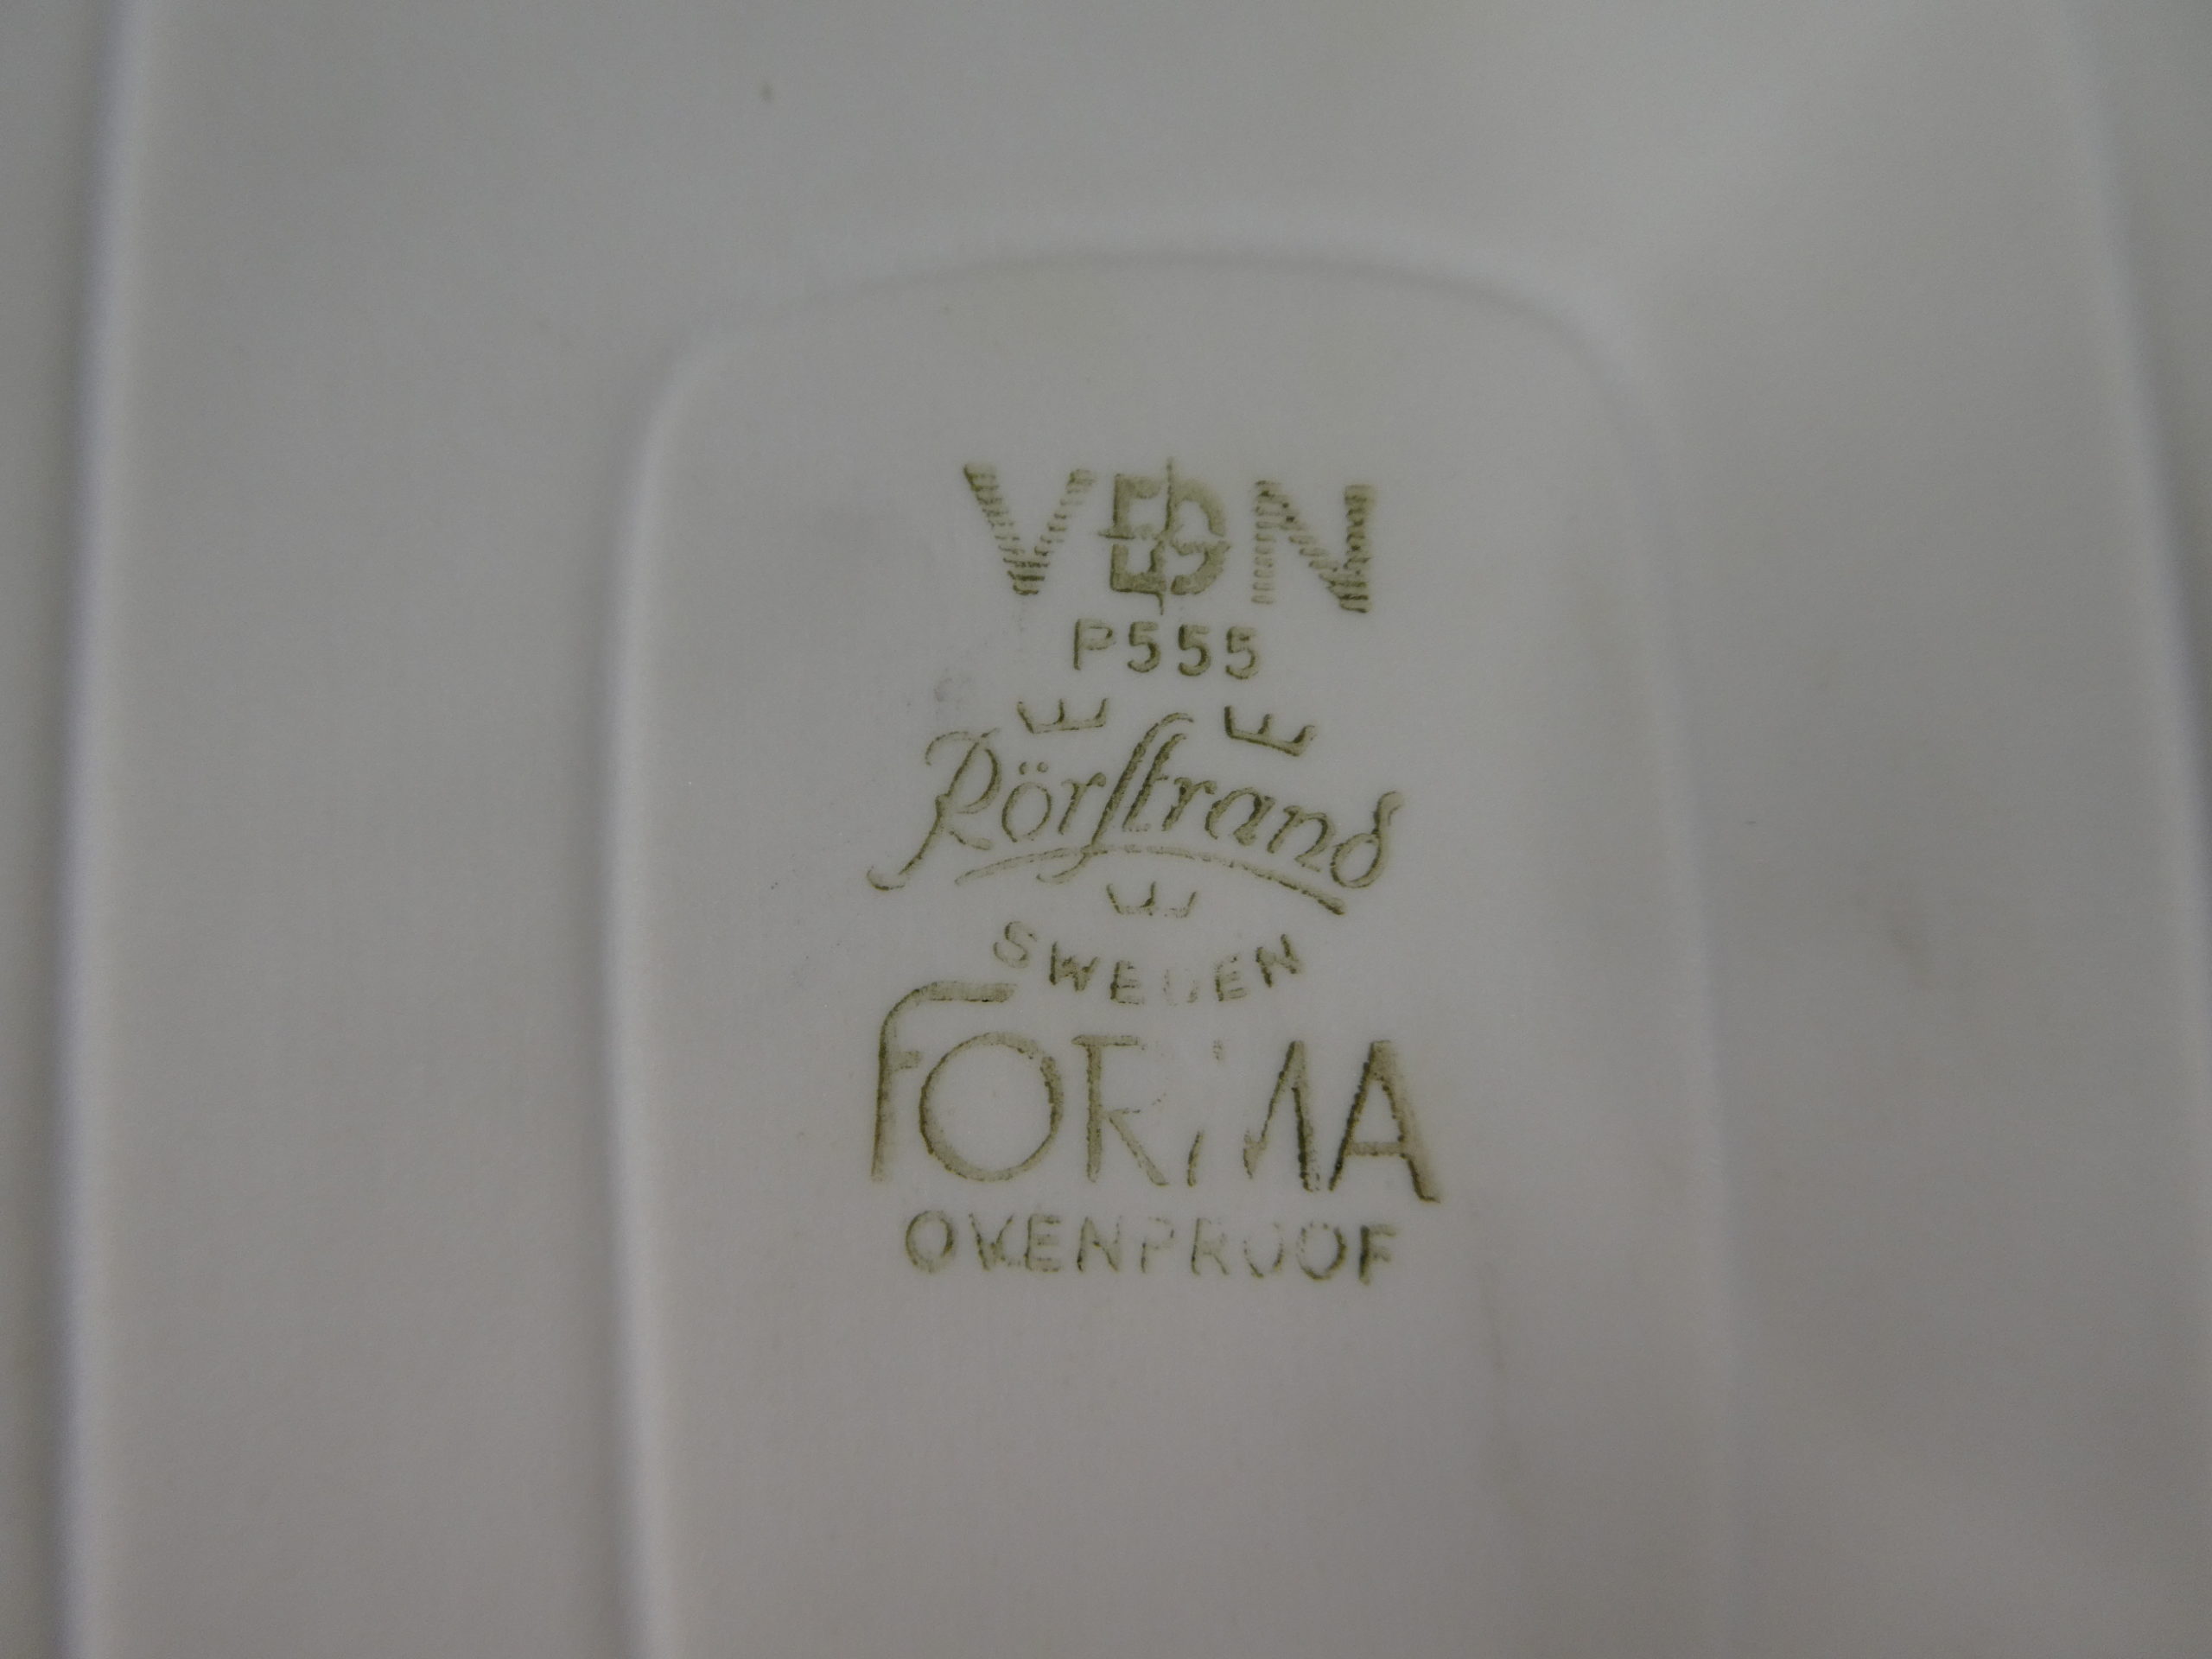 VDN
P555
Rörstrand
SWEDEN
FORMA
OVENPROOF